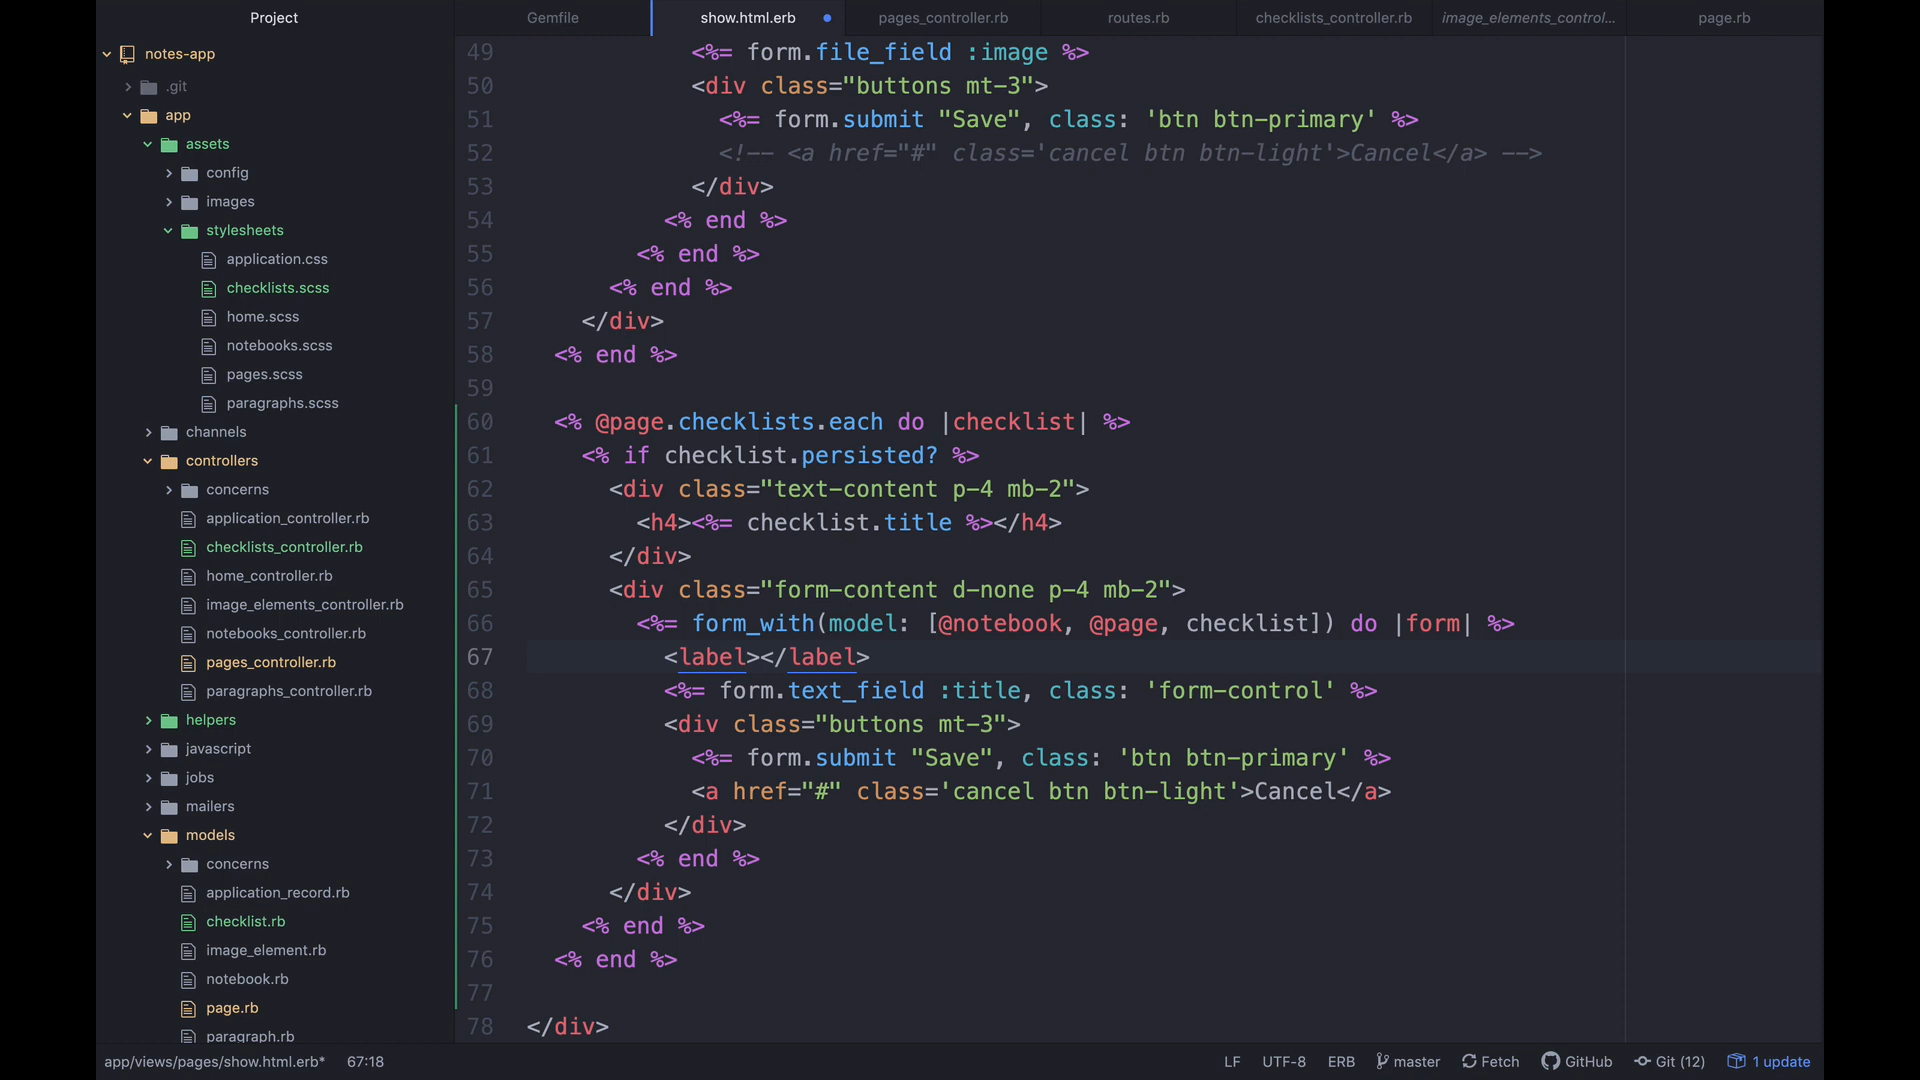 Project
Gemfile
show.html.erb
pages_controller.rb
routes.rb
checklists_controller.rb
image_elements_control...
page.rb
notes-app
.git
app
assets
config
images
stylesheets
application.css
checklists.scss
home.scss
notebooks.scss
pages.scss
paragraphs.scss
channels
controllers
concerns
application_controller.rb
checklists_controller.rb
home_controller.rb
image_elements_controller.rb
notebooks_controller.rb
pages_controller.rb
paragraphs_controller.rb
helpers
javascript
jobs
mailers
models
concerns
application_record.rb
checklist.rb
image_element.rb
notebook.rb
page.rb
paragraph.rb
49 <%= form.file_field :image %>
50 <div class="buttons mt-3">
51 <%= form.submit "Save", class: 'btn btn-primary' %>
52 <!-- <a href="#" class='cancel btn btn-light'>Cancel</a> -->
53 </div>
54 <% end %>
55 <% end %>
56 <% end %>
57 </div>
58 <% end %>
59
60 <% @page.checklists.each do |checklist| %>
61 <% if checklist.persisted? %>
62 <div class="text-content p-4 mb-2">
63 <h4><%= checklist.title %></h4>
64 </div>
65 <div class="form-content d-none p-4 mb-2">
66 <%= form_with(model: [@notebook, @page, checklist]) do |form| %>
67 <label></label>
68 <%= form.text_field :title, class: 'form-control' %>
69 <div class="buttons mt-3">
70 <%= form.submit "Save", class: 'btn btn-primary' %>
71 <a href="#" class='cancel btn btn-light'>Cancel</a>
72 </div>
73 <% end %>
74 </div>
75 <% end %>
76 <% end %>
77
78 </div>
app/views/pages/show.html.erb* 67:18
LF UTF-8 ERB master Fetch GitHub Git (12) 1 update